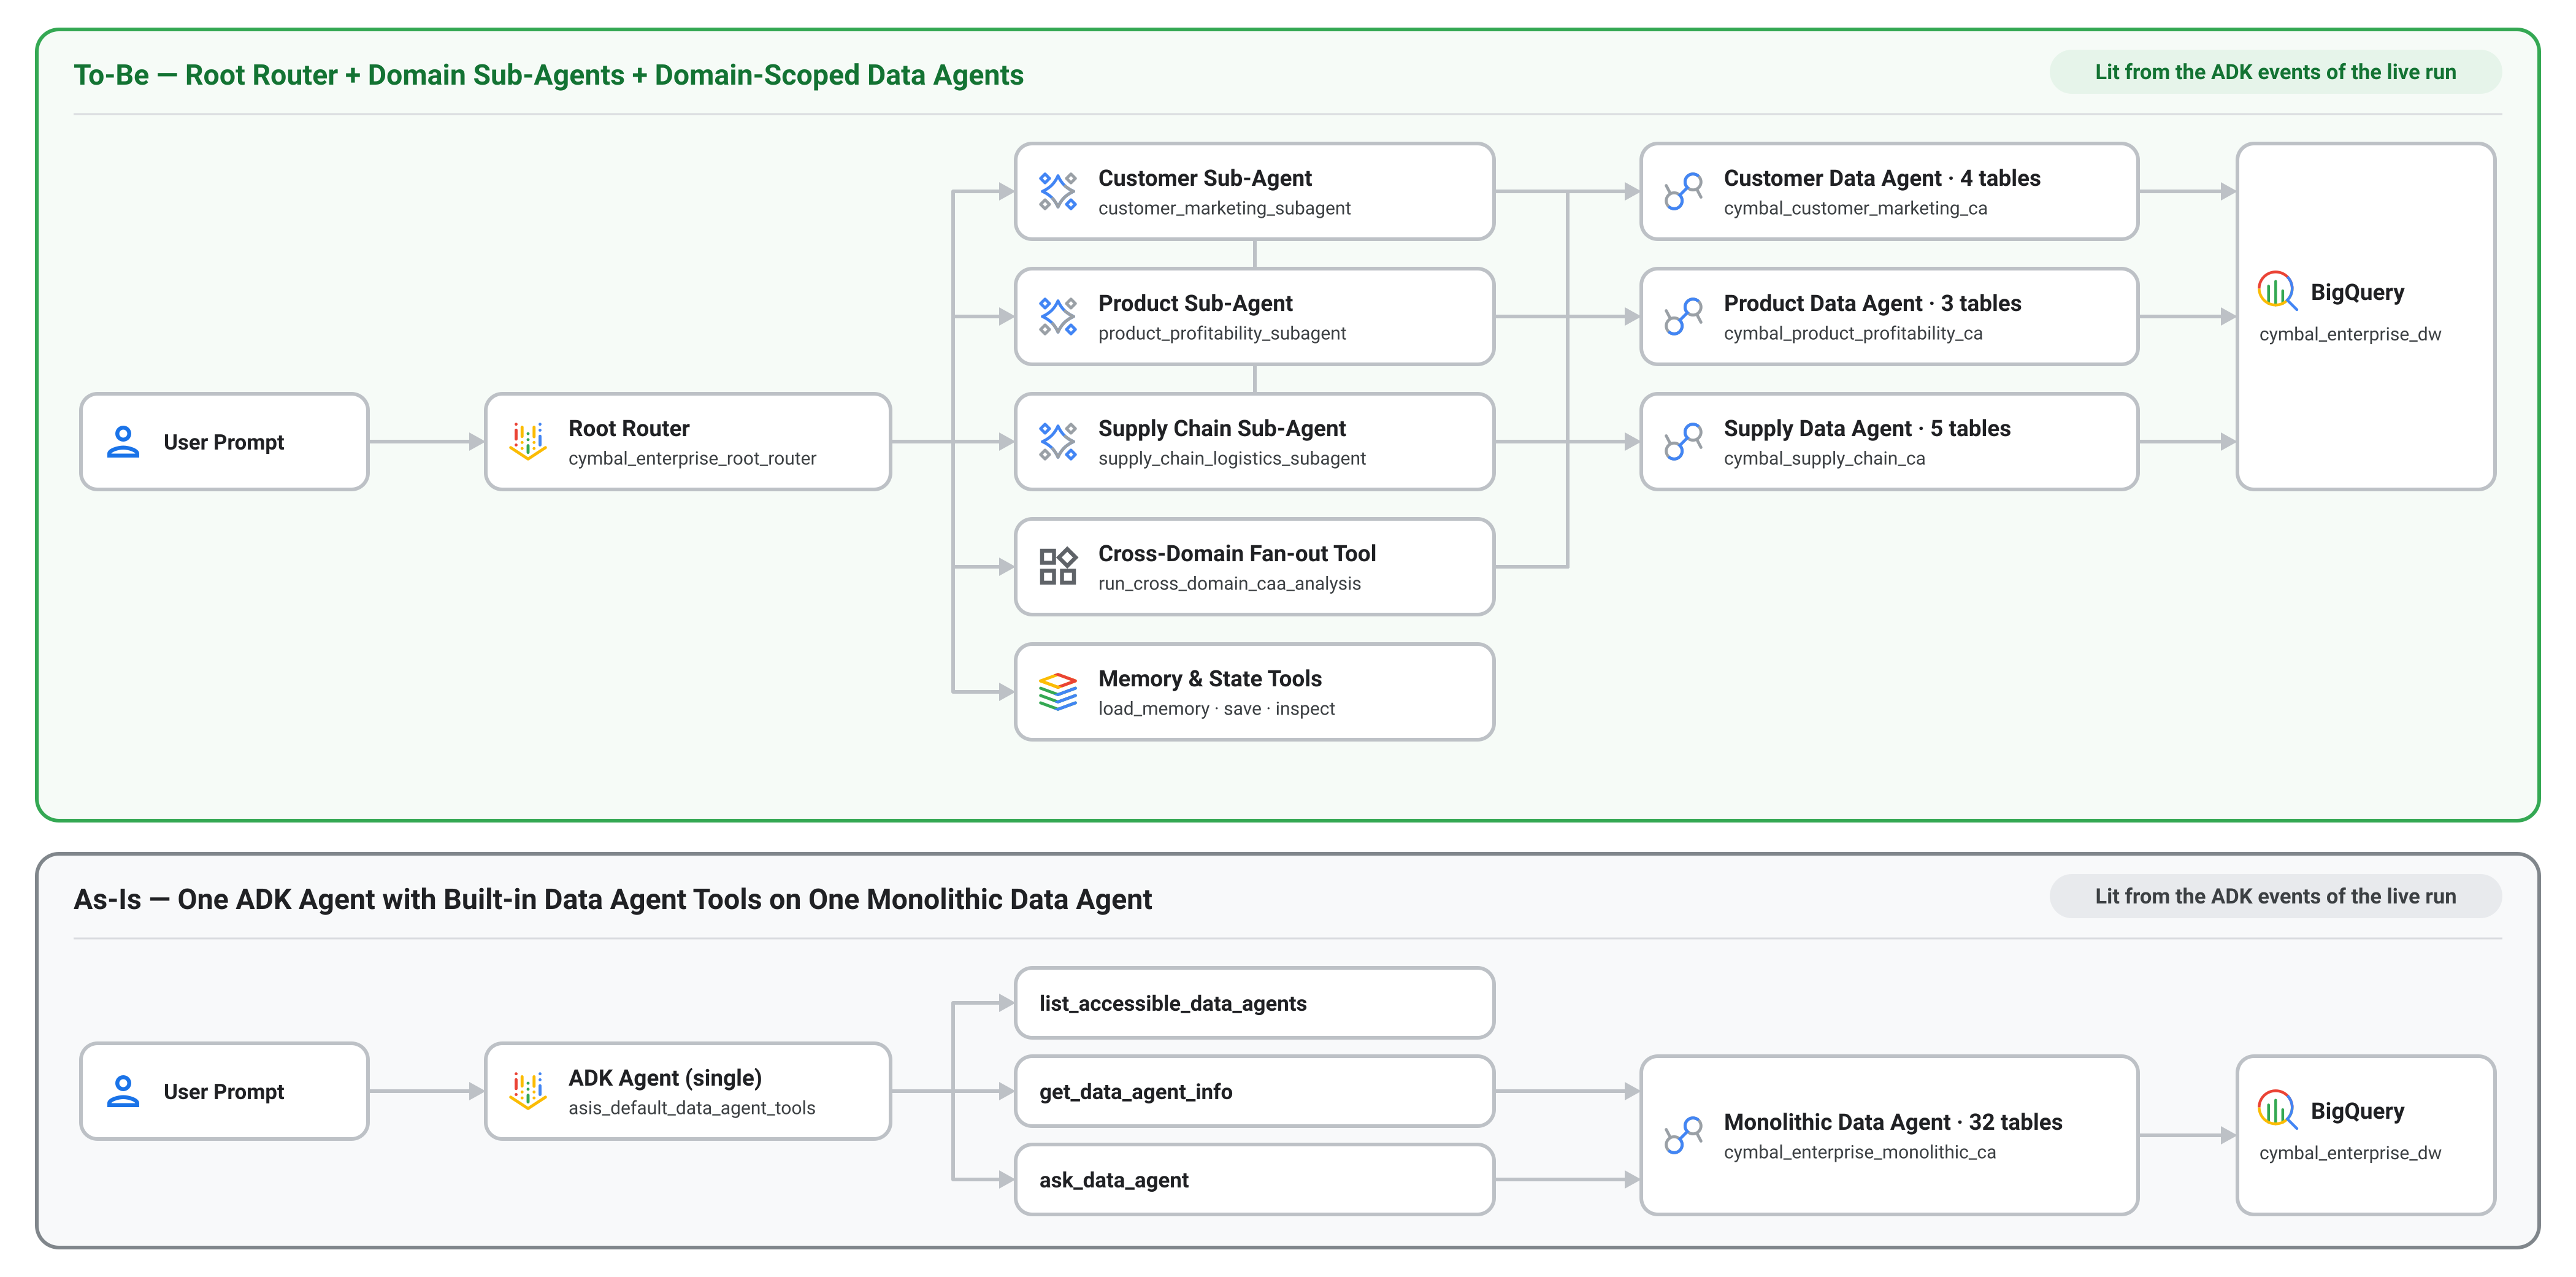 To-Be — Root Router + Domain Sub-Agents + Domain-Scoped Data Agents
Lit from the ADK events of the live run
User Prompt
Root Router
cymbal_enterprise_root_router
Customer Sub-Agent
customer_marketing_subagent
Product Sub-Agent
product_profitability_subagent
Supply Chain Sub-Agent
supply_chain_logistics_subagent
Cross-Domain Fan-out Tool
run_cross_domain_caa_analysis
Memory & State Tools
load_memory · save · inspect
Customer Data Agent · 4 tables
cymbal_customer_marketing_ca
Product Data Agent · 3 tables
cymbal_product_profitability_ca
Supply Data Agent · 5 tables
cymbal_supply_chain_ca
BigQuery
cymbal_enterprise_dw
As-Is — One ADK Agent with Built-in Data Agent Tools on One Monolithic Data Agent
Lit from the ADK events of the live run
User Prompt
ADK Agent (single)
asis_default_data_agent_tools
list_accessible_data_agents
get_data_agent_info
ask_data_agent
Monolithic Data Agent · 32 tables
cymbal_enterprise_monolithic_ca
BigQuery
cymbal_enterprise_dw